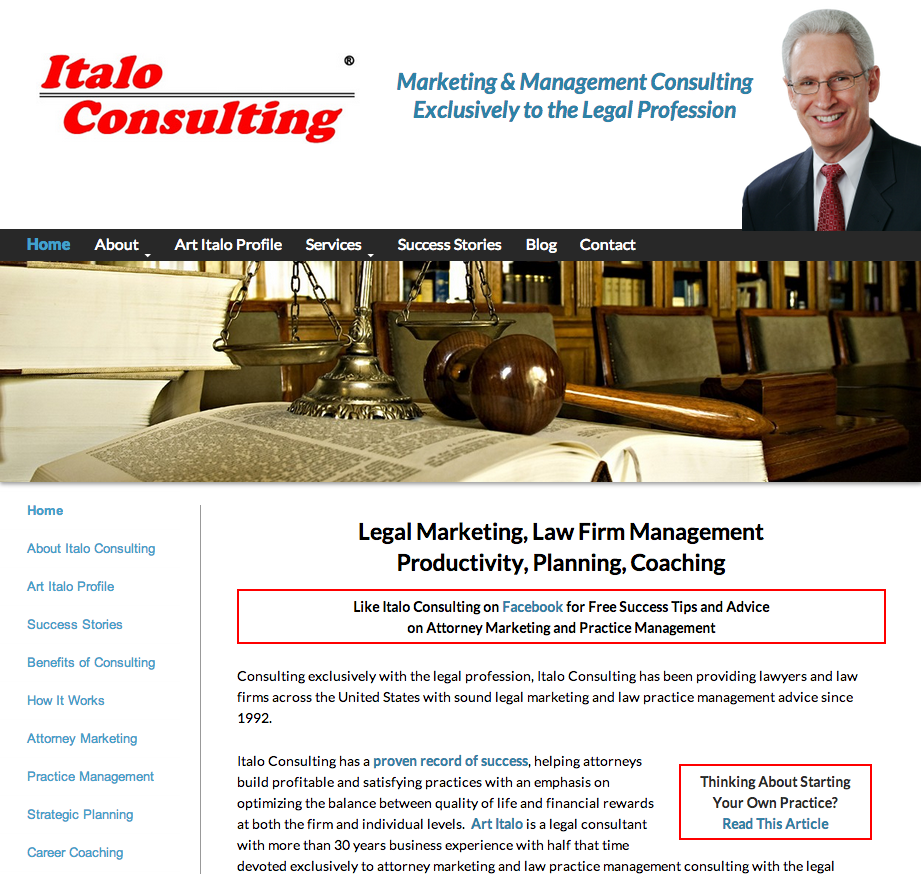 Italo ®
Consulting
Marketing & Management Consulting
Exclusively to the Legal Profession
Home About Art Italo Profile Services Success Stories Blog Contact
Home
About Italo Consulting
Art Italo Profile
Success Stories
Benefits of Consulting
How It Works
Attorney Marketing
Practice Management
Strategic Planning
Career Coaching
Legal Marketing, Law Firm Management
Productivity, Planning, Coaching
Like Italo Consulting on Facebook for Free Success Tips and Advice
on Attorney Marketing and Practice Management
Consulting exclusively with the legal profession, Italo Consulting has been providing lawyers and law
firms across the United States with sound legal marketing and law practice management advice since
1992.
Italo Consulting has a proven record of success, helping attorneys
build profitable and satisfying practices with an emphasis on
optimizing the balance between quality of life and financial rewards
at both the firm and individual levels. Art Italo is a legal consultant
with more than 30 years business experience with half that time
devoted exclusively to attorney marketing and law practice management consulting with the legal
Thinking About Starting
Your Own Practice?
Read This Article